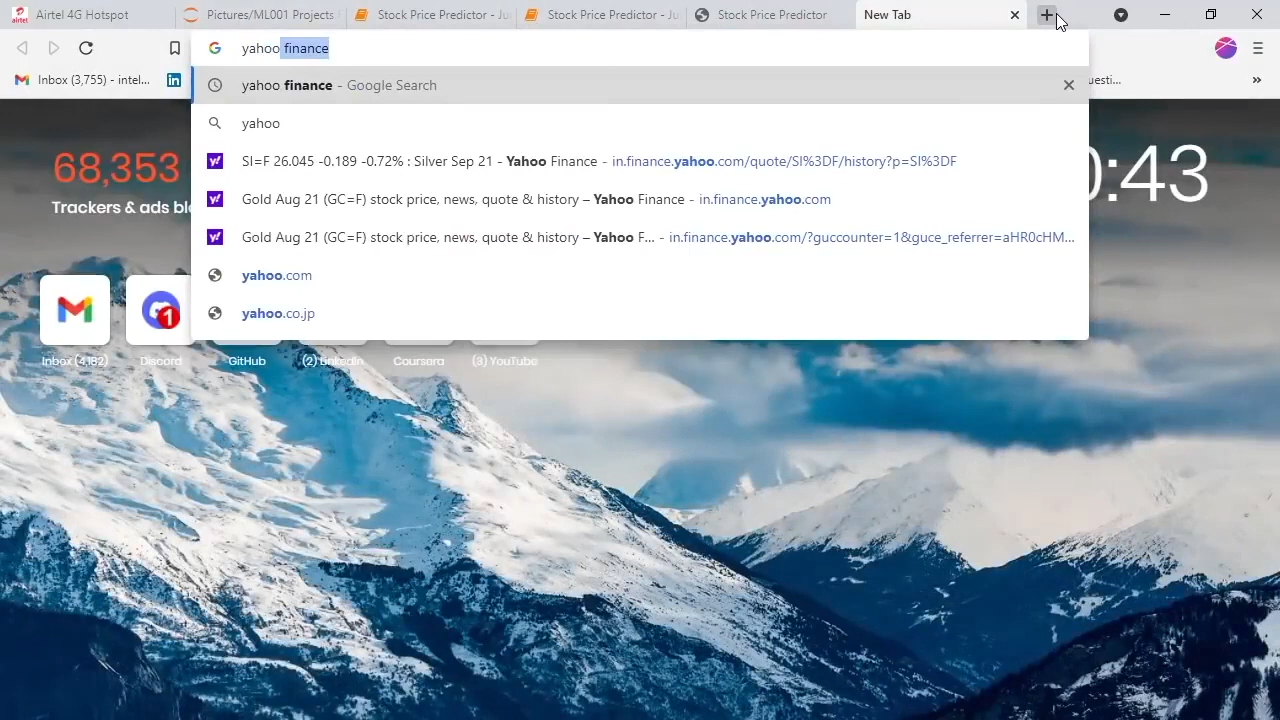 Airtel 4G Hotspot
Pictures/ML001 Projects
Stock Price Predictor - Ju
Stock Price Predictor - Ju
Stock Price Predictor
New Tab
yahoo finance
Inbox (3,755) - intel...
in
yahoo finance - Google Search
uesti...
»
yahoo
SI=F 26.045 -0.189 -0.72% : Silver Sep 21 - Yahoo Finance - in.finance.yahoo.com/quote/SI%3DF/history?p=SI%3DF
68,353
:43
Trackers & ads bl
Gold Aug 21 (GC=F) stock price, news, quote & history – Yahoo Finance - in.finance.yahoo.com
Gold Aug 21 (GC=F) stock price, news, quote & history – Yahoo F... - in.finance.yahoo.com/?guccounter=1&guce_referrer=aHR0cHM...
yahoo.com
yahoo.co.jp
1
Inbox (4,182)
Discord
GitHub
(2) LinkedIn
Coursera
(3) YouTube